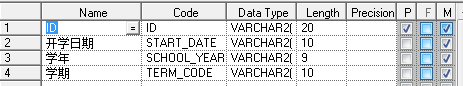 Name Code Data Type Length Precision P F M
1 ID = ID VARCHAR2( 20
2 开学日期 START_DATE VARCHAR2( 10
3 学年 SCHOOL_YEAR VARCHAR2( 9
4 学期 TERM_CODE VARCHAR2( 10